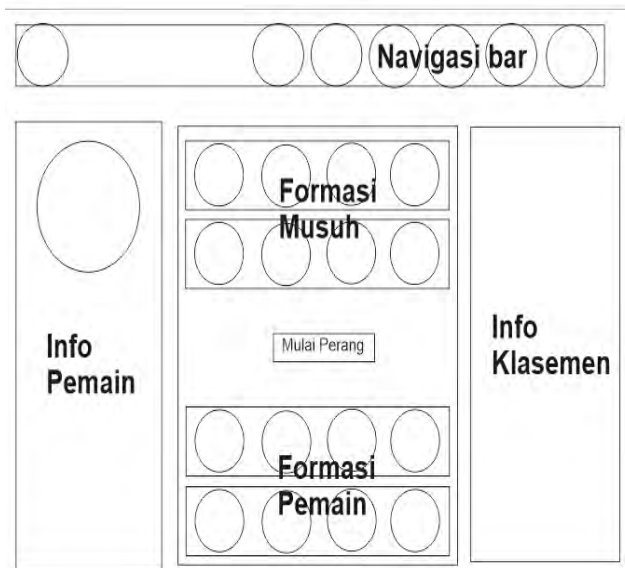 Navigasi bar
Formasi
Musuh
Info
Pemain
Mulai Perang
Info
Klasemen
Formasi
Pemain